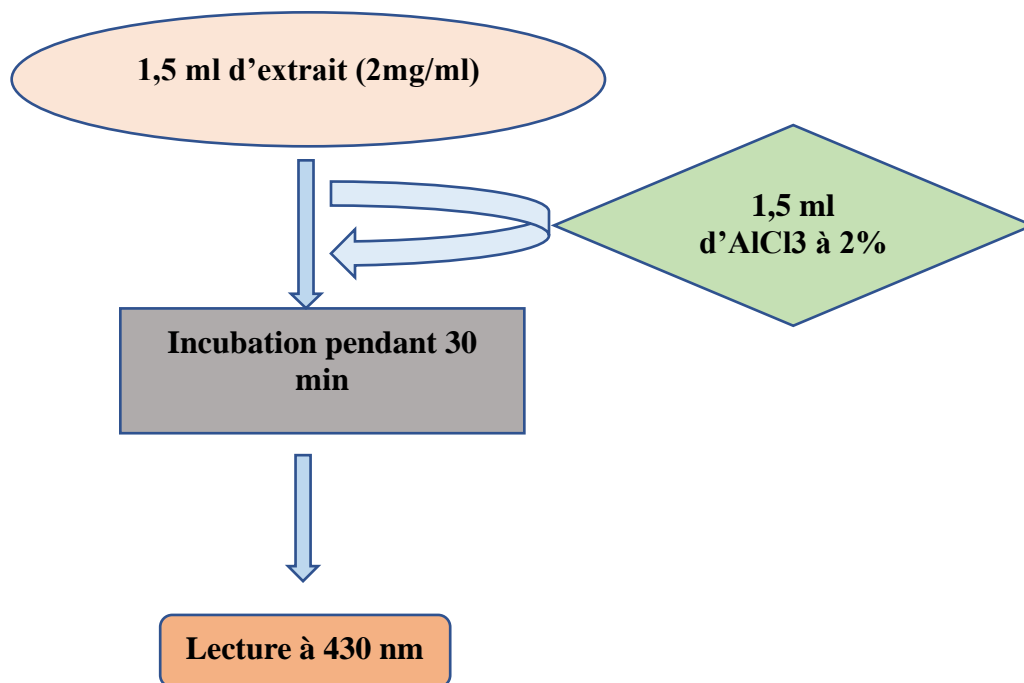 1,5 ml d’extrait (2mg/ml)
1,5 ml
d’AlCl3 à 2%
Incubation pendant 30
min
Lecture à 430 nm